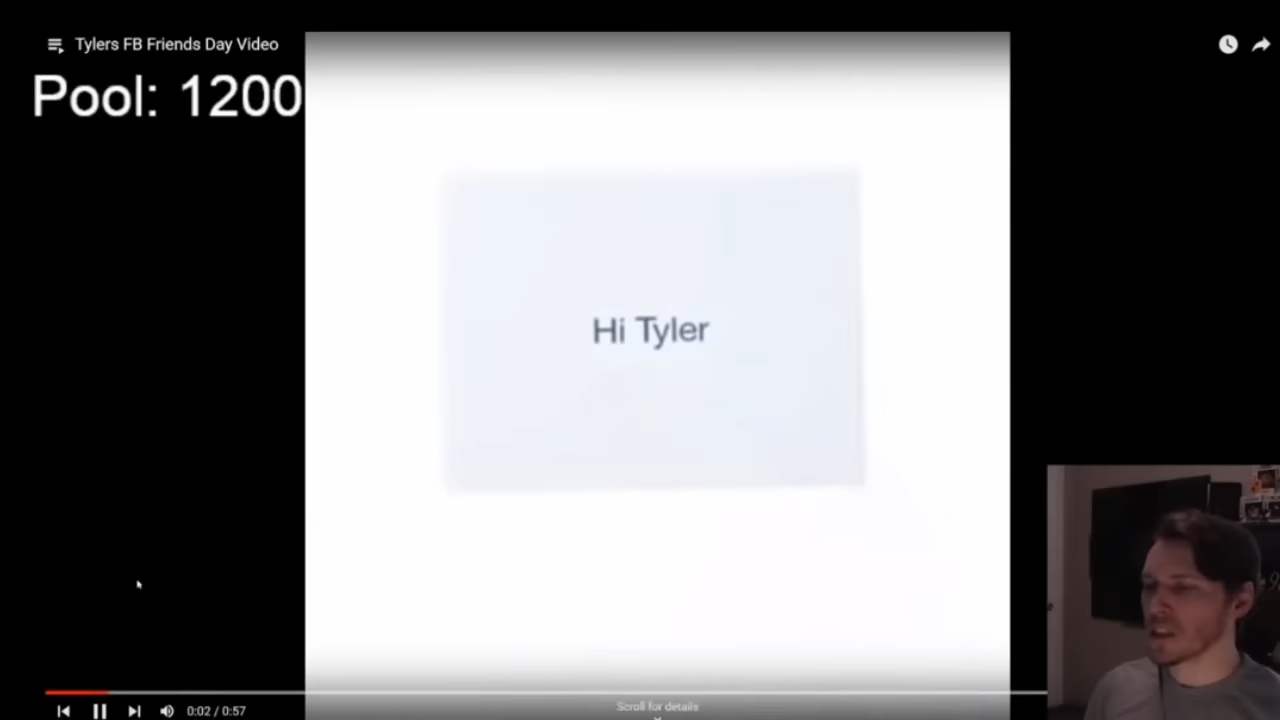 Tylers FB Friends Day Video
Pool: 1200
Hi Tyler
0:02 / 0:57
Scroll for details